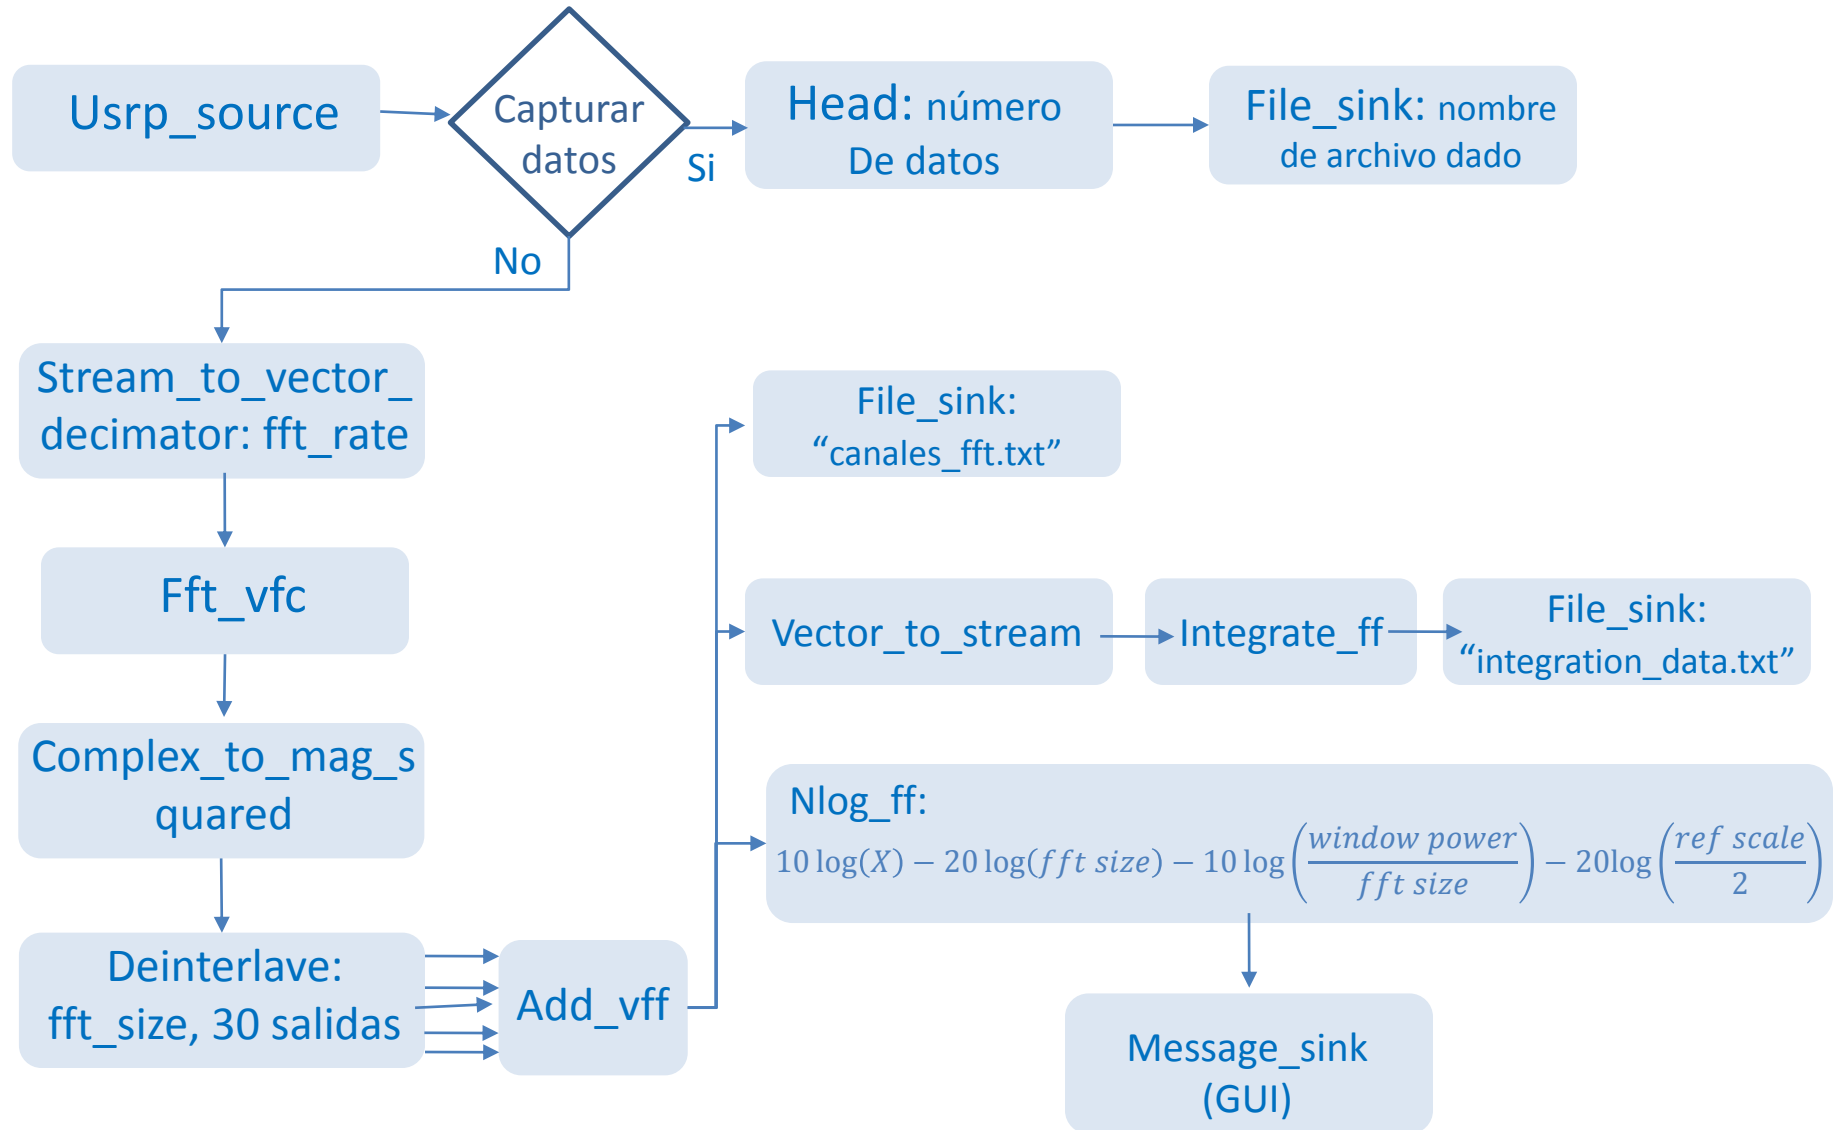 Usrp_source
Capturar
datos
Si
No
Head: número
De datos
File_sink: nombre
de archivo dado
Stream_to_vector_
decimator: fft_rate
Fft_vfc
Complex_to_mag_s
quared
Deinterlave:
fft_size, 30 salidas
Add_vff
File_sink:
“canales_fft.txt”
Vector_to_stream
Integrate_ff
File_sink:
“integration_data.txt”
Nlog_ff:
10 log(X) − 20 log(fft size) − 10 log(window power / fft size) − 20log(ref scale / 2)
Message_sink
(GUI)